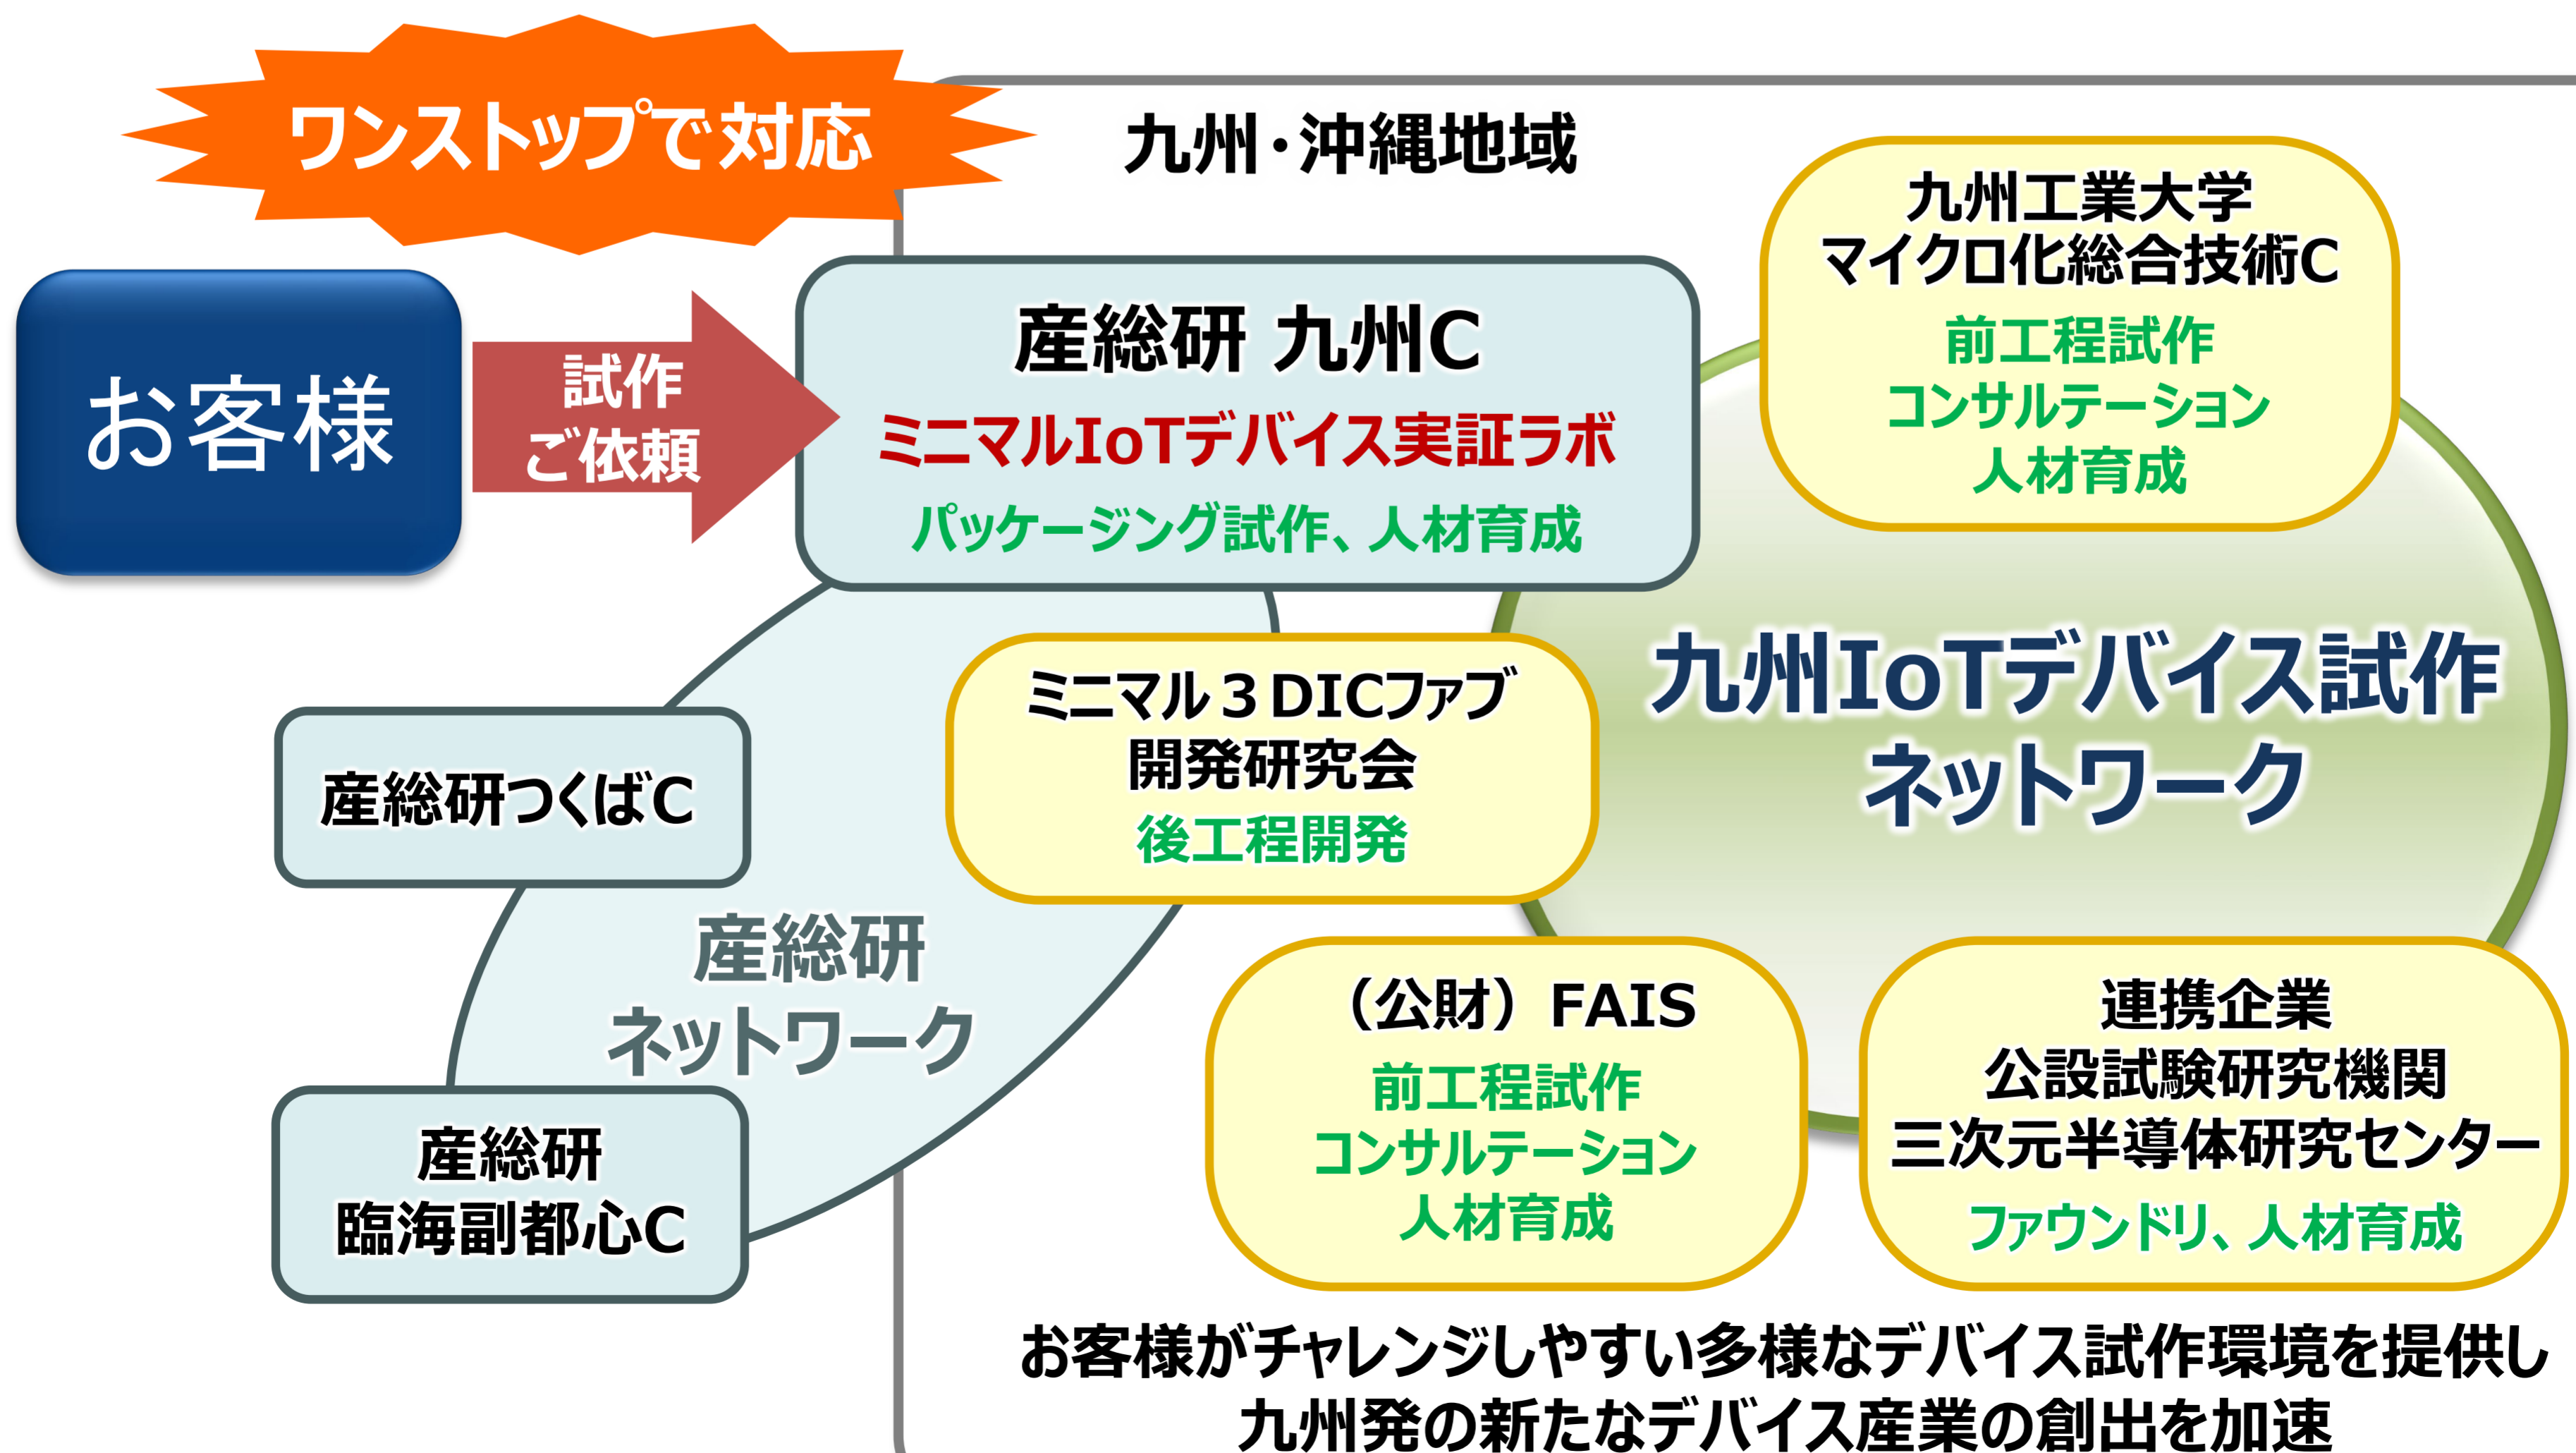 ワンストップで対応
九州・沖縄地域
お客様
試作
ご依頼
産総研 九州C
ミニマルIoTデバイス実証ラボ
パッケージング試作、人材育成
九州工業大学
マイクロ化総合技術C
前工程試作
コンサルテーション
人材育成
九州IoTデバイス試作
ネットワーク
ミニマル３DICファブ
開発研究会
後工程開発
産総研つくばC
産総研
ネットワーク
産総研
臨海副都心C
（公財）FAIS
前工程試作
コンサルテーション
人材育成
連携企業
公設試験研究機関
三次元半導体研究センター
ファウンドリ、人材育成
お客様がチャレンジしやすい多様なデバイス試作環境を提供し
九州発の新たなデバイス産業の創出を加速